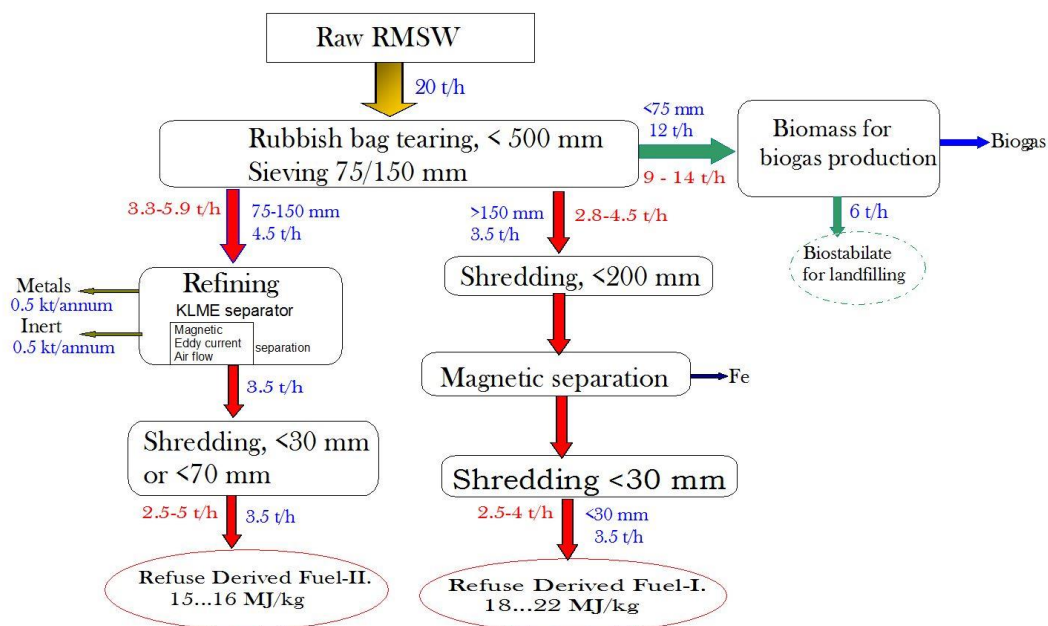 Raw RMSW
20 t/h
Rubbish bag tearing, < 500 mm
Sieving 75/150 mm
<75 mm
12 t/h
9 - 14 t/h
Biomass for
biogas production
Biogas
6 t/h
Biostabilate
for landfilling
3.3-5.9 t/h
75-150 mm
4.5 t/h
>150 mm
3.5 t/h
2.8-4.5 t/h
Refining
KLME separator
Magnetic
Eddy current
Air flow
separation
Metals
0.5 kt/annum
Inert
0.5 kt/annum
Shredding, <200 mm
3.5 t/h
Magnetic separation
Fe
Shredding, <30 mm
or <70 mm
Shredding <30 mm
2.5-5 t/h
3.5 t/h
2.5-4 t/h
<30 mm
3.5 t/h
Refuse Derived Fuel-II.
15...16 MJ/kg
Refuse Derived Fuel-I.
18...22 MJ/kg